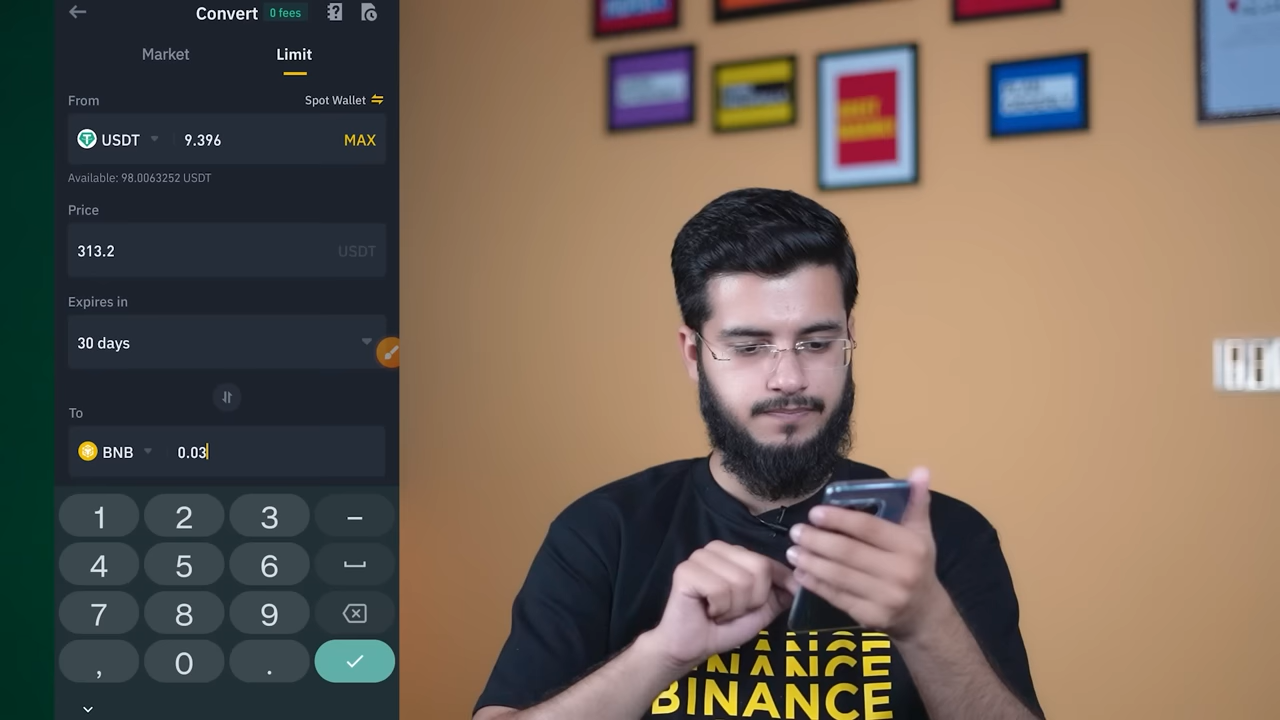 Convert 0 fees
Market Limit
From Spot Wallet
USDT 9.396 MAX
Available: 98.0063252 USDT
Price
313.2 USDT
Expires in
30 days
To
BNB 0.03
1 2 3 –
4 5 6
7 8 9
, 0 .
BINANCE
BINANCE